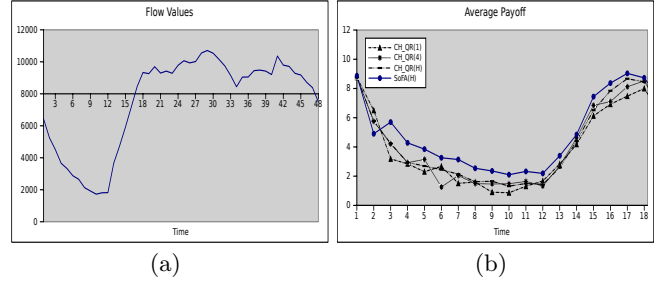 Flow Values
12000
10000
8000
6000
4000
2000
0
3 6 9 12 15 18 21 24 27 30 33 36 39 42 45 48
Time
(a)
Average Payoff
12
10
8
6
4
2
0
CH_QR(1)
CH_QR(4)
CH_QR(H)
SoFA(H)
1 2 3 4 5 6 7 8 9 10 11 12 13 14 15 16 17 18
Time
(b)